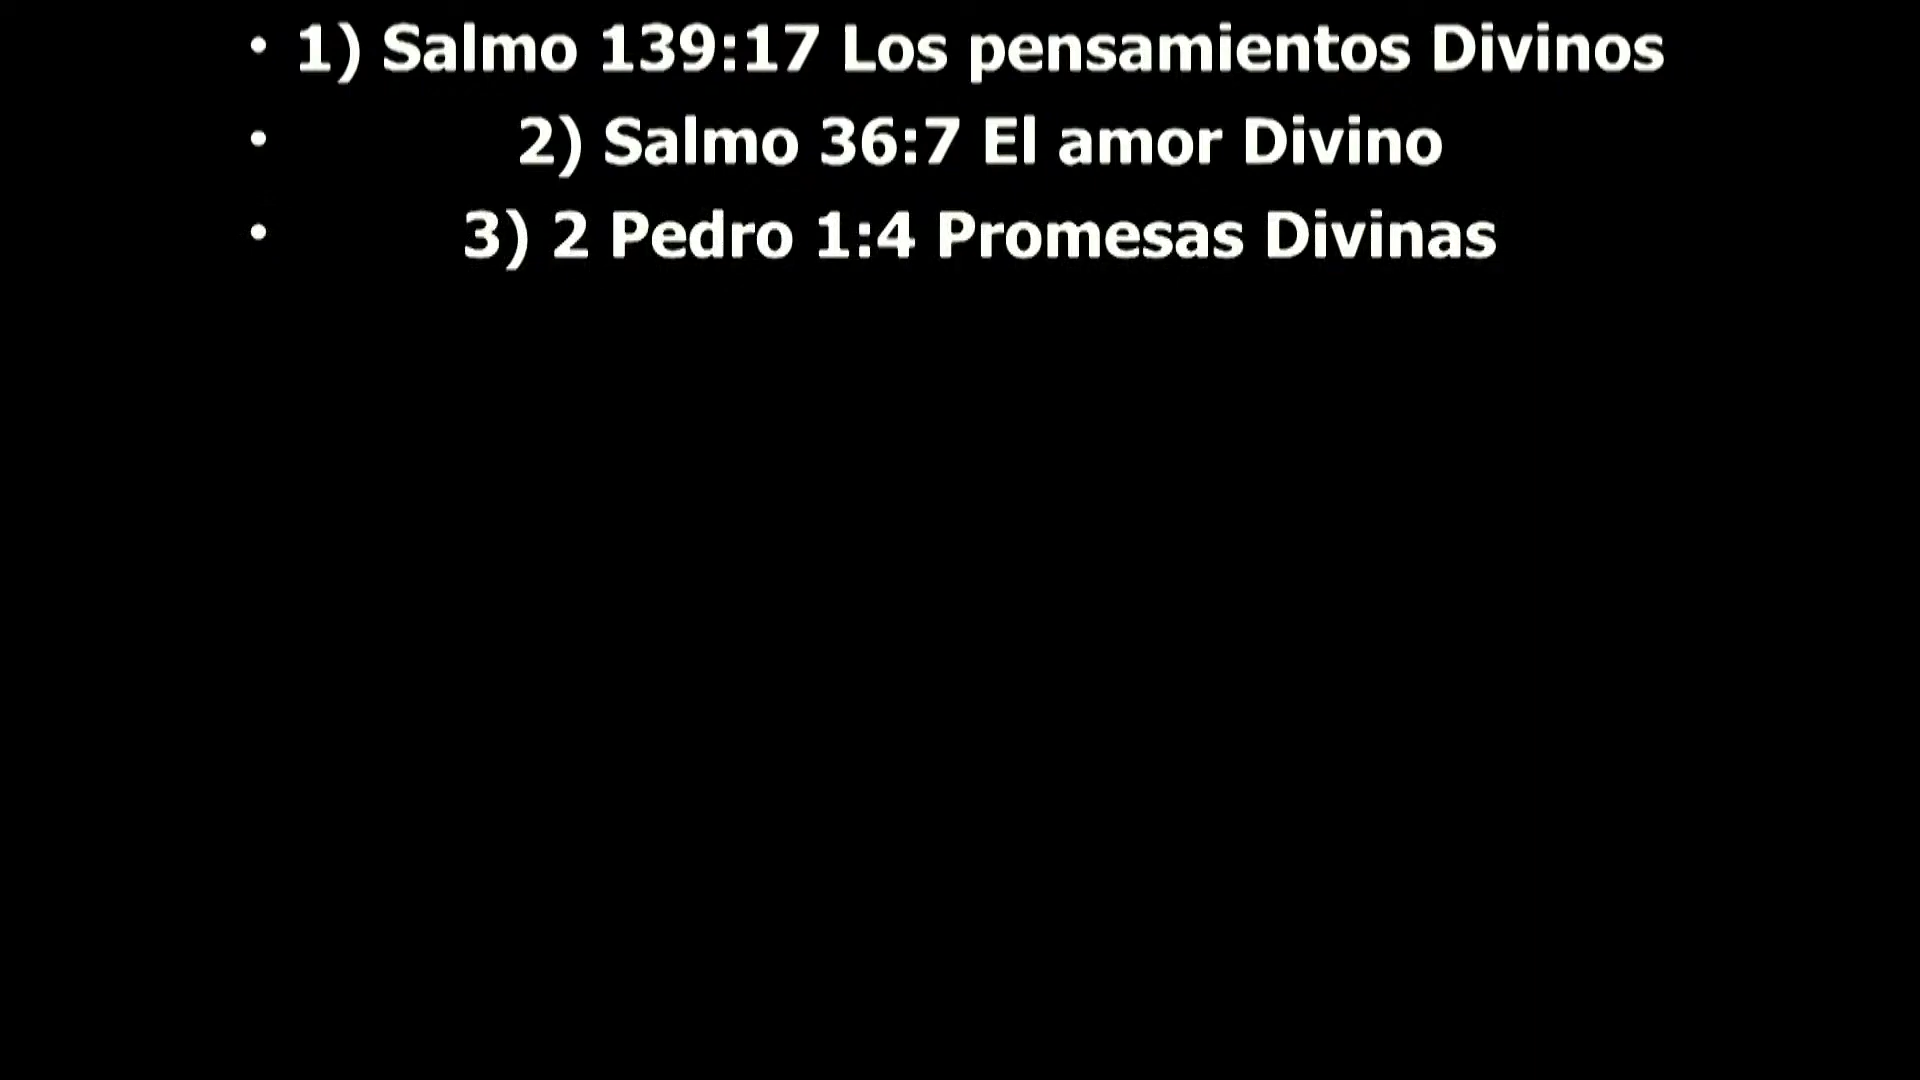 • 1) Salmo 139:17 Los pensamientos Divinos
• 2) Salmo 36:7 El amor Divino
• 3) 2 Pedro 1:4 Promesas Divinas